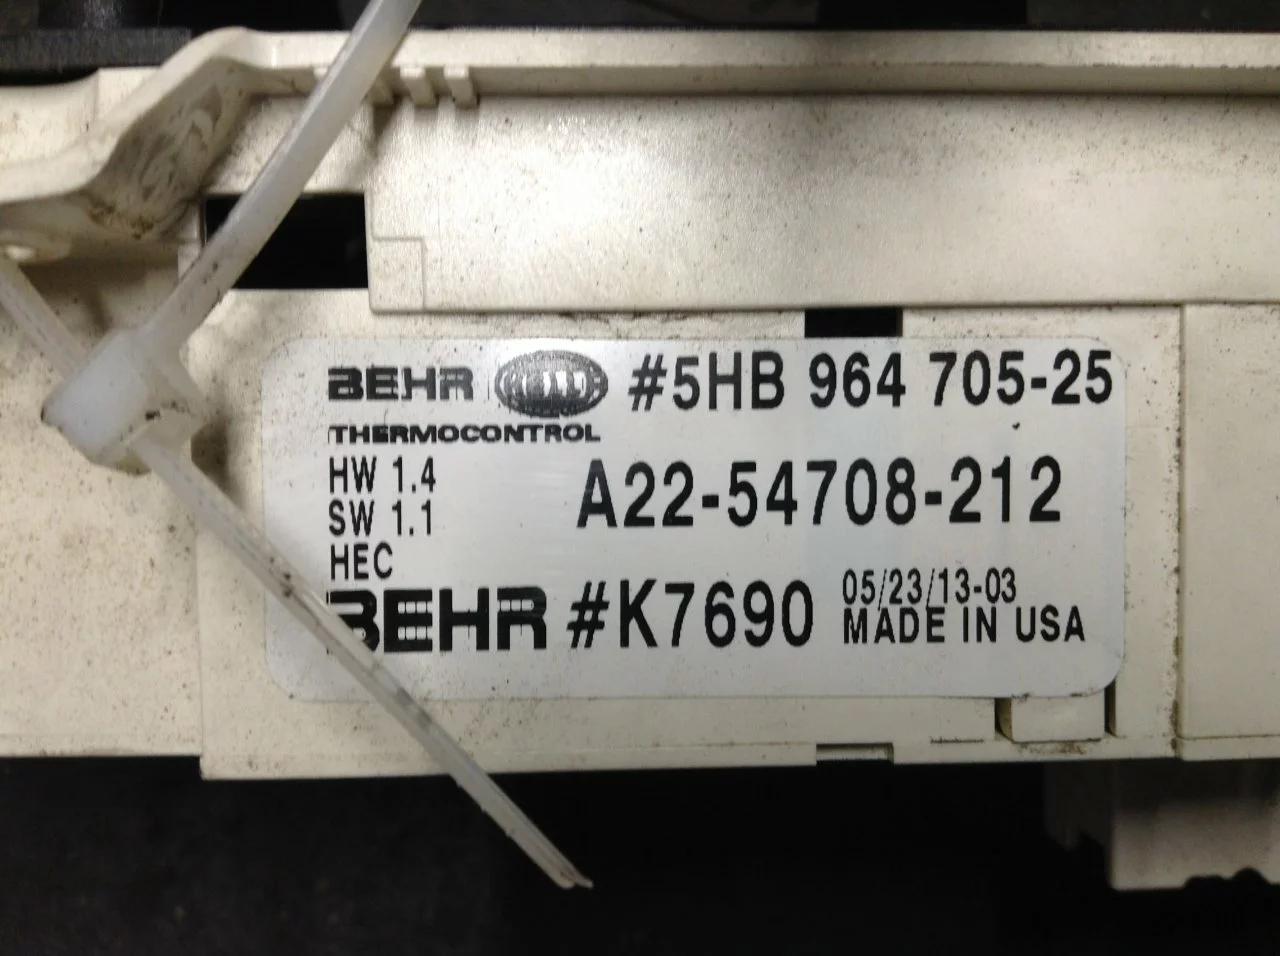 BEHR HELLA #5HB 964 705-25
THERMOCONTROL
HW 1.4
A22-54708-212
SW 1.1
HEC
BEHR #K7690
05/23/13-03
MADE IN USA